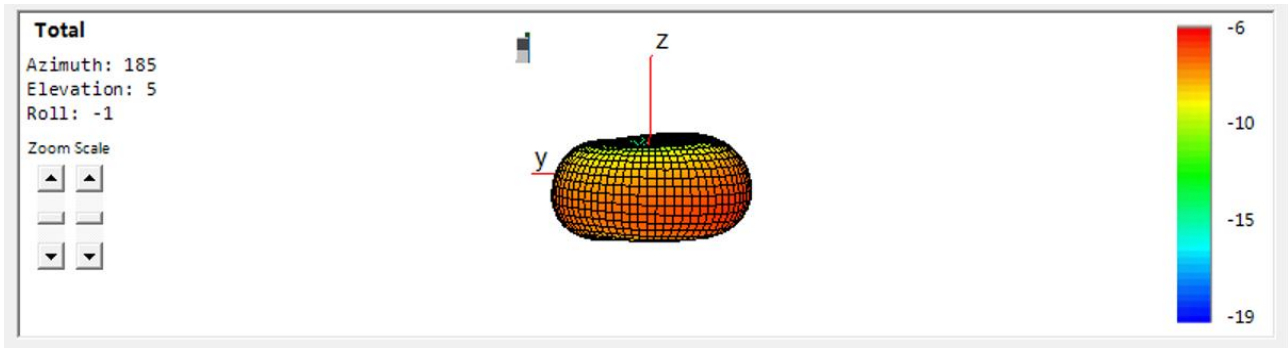 Total
Azimuth: 185
Elevation: 5
Roll: -1
Zoom Scale
z
y
-6
-10
-15
-19